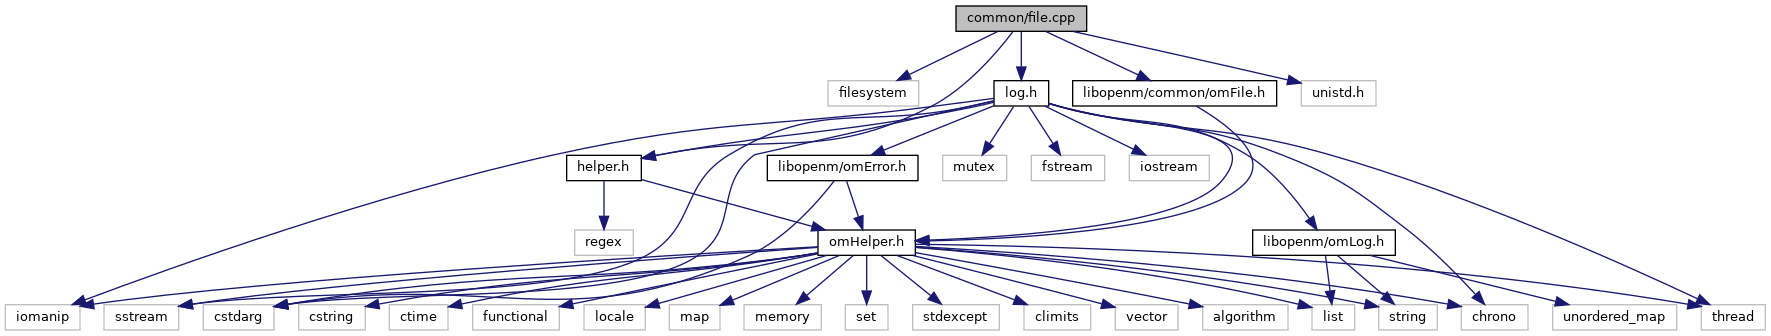 common/file.cpp
filesystem
log.h
libopenm/common/omFile.h
unistd.h
helper.h
libopenm/omError.h
mutex
fstream
iostream
regex
omHelper.h
libopenm/omLog.h
iomanip
sstream
cstdarg
cstring
ctime
functional
locale
map
memory
set
stdexcept
climits
vector
algorithm
list
string
chrono
unordered_map
thread